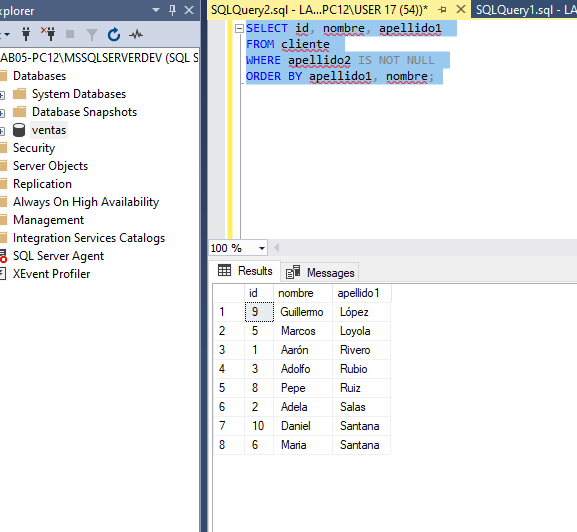 xplorer
SQLQuery2.sql - LA...PC12\USER 17 (54))*
SQLQuery1.sql - LA
AB05-PC12\MSSQLSERVERDEV (SQL S
Databases
System Databases
Database Snapshots
ventas
Security
Server Objects
Replication
Always On High Availability
Management
Integration Services Catalogs
SQL Server Agent
XEvent Profiler
SELECT id, nombre, apellido1
FROM cliente
WHERE apellido2 IS NOT NULL
ORDER BY apellido1, nombre;
100 %
Results Messages
id nombre apellido1
1 9 Guillermo López
2 5 Marcos Loyola
3 1 Aarón Rivero
4 3 Adolfo Rubio
5 8 Pepe Ruiz
6 2 Adela Salas
7 10 Daniel Santana
8 6 Maria Santana